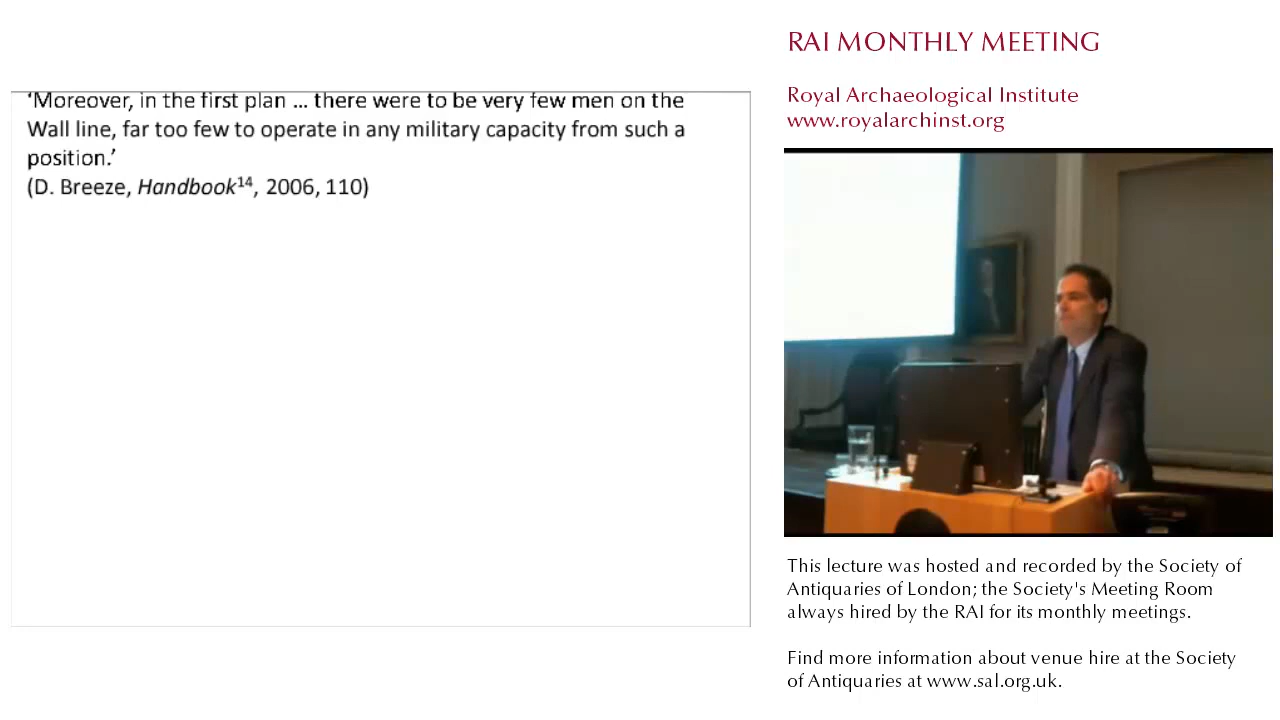 ‘Moreover, in the first plan ... there were to be very few men on the
Wall line, far too few to operate in any military capacity from such a
position.’
(D. Breeze, Handbook¹⁴, 2006, 110)
RAI MONTHLY MEETING
Royal Archaeological Institute
www.royalarchinst.org
This lecture was hosted and recorded by the Society of
Antiquaries of London; the Society's Meeting Room
always hired by the RAI for its monthly meetings.
Find more information about venue hire at the Society
of Antiquaries at www.sal.org.uk.